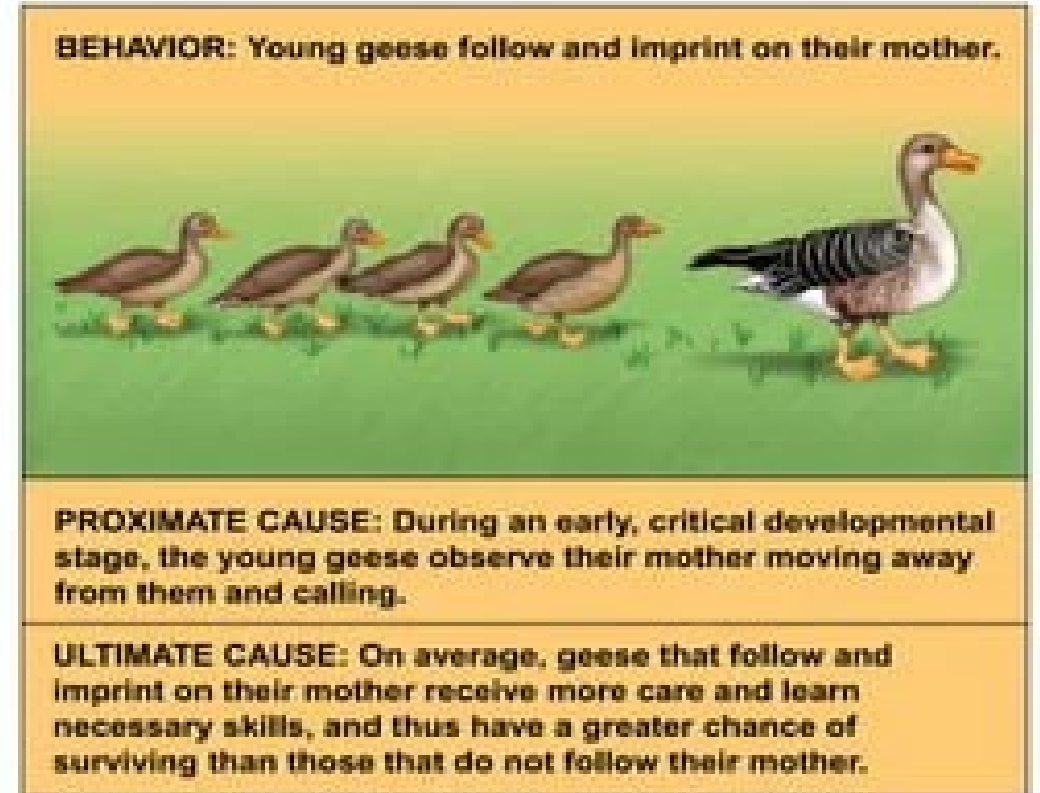 BEHAVIOR: Young geese follow and imprint on their mother.
PROXIMATE CAUSE: During an early, critical developmental
stage, the young geese observe their mother moving away
from them and calling.
ULTIMATE CAUSE: On average, geese that follow and
imprint on their mother receive more care and learn
necessary skills, and thus have a greater chance of
surviving than those that do not follow their mother.